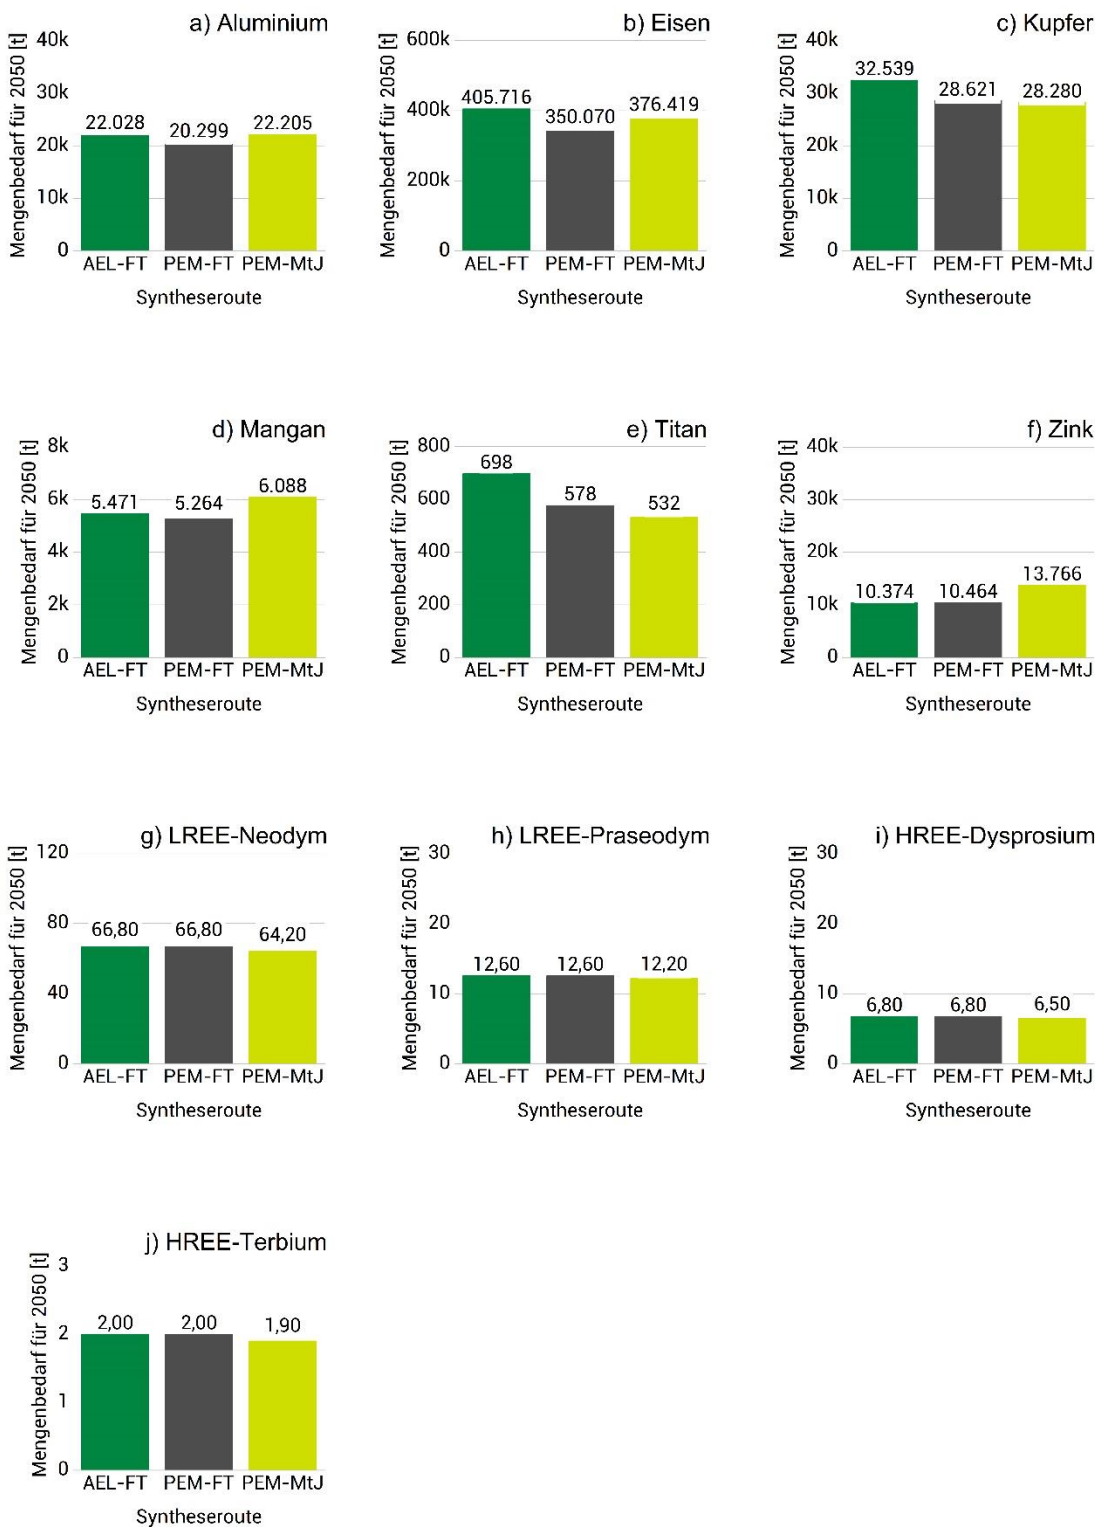 a) Aluminium
Mengenbedarf für 2050 [t]
40k
30k
20k
10k
0
22.028
20.299
22.205
AEL-FT PEM-FT PEM-MtJ
Syntheseroute
b) Eisen
Mengenbedarf für 2050 [t]
600k
400k
200k
0
405.716
350.070
376.419
AEL-FT PEM-FT PEM-MtJ
Syntheseroute
c) Kupfer
Mengenbedarf für 2050 [t]
40k
30k
20k
10k
0
32.539
28.621
28.280
AEL-FT PEM-FT PEM-MtJ
Syntheseroute
d) Mangan
Mengenbedarf für 2050 [t]
8k
6k
4k
2k
0
5.471
5.264
6.088
AEL-FT PEM-FT PEM-MtJ
Syntheseroute
e) Titan
Mengenbedarf für 2050 [t]
800
600
400
200
0
698
578
532
AEL-FT PEM-FT PEM-MtJ
Syntheseroute
f) Zink
Mengenbedarf für 2050 [t]
40k
30k
20k
10k
0
10.374
10.464
13.766
AEL-FT PEM-FT PEM-MtJ
Syntheseroute
g) LREE-Neodym
Mengenbedarf für 2050 [t]
120
80
40
0
66,80
66,80
64,20
AEL-FT PEM-FT PEM-MtJ
Syntheseroute
h) LREE-Praseodym
Mengenbedarf für 2050 [t]
30
20
10
0
12,60
12,60
12,20
AEL-FT PEM-FT PEM-MtJ
Syntheseroute
i) HREE-Dysprosium
Mengenbedarf für 2050 [t]
30
20
10
0
6,80
6,80
6,50
AEL-FT PEM-FT PEM-MtJ
Syntheseroute
j) HREE-Terbium
Mengenbedarf für 2050 [t]
3
2
1
0
2,00
2,00
1,90
AEL-FT PEM-FT PEM-MtJ
Syntheseroute